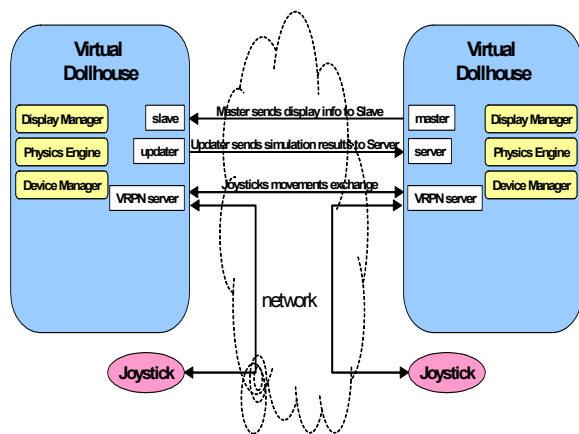 Virtual
Dollhouse
Display Manager
Physics Engine
Device Manager
slave
updater
VRPN server
Master sends display info to Slave
Updater sends simulation results to Server
Joysticks movements exchange
network
Virtual
Dollhouse
master
server
VRPN server
Display Manager
Physics Engine
Device Manager
Joystick
Joystick